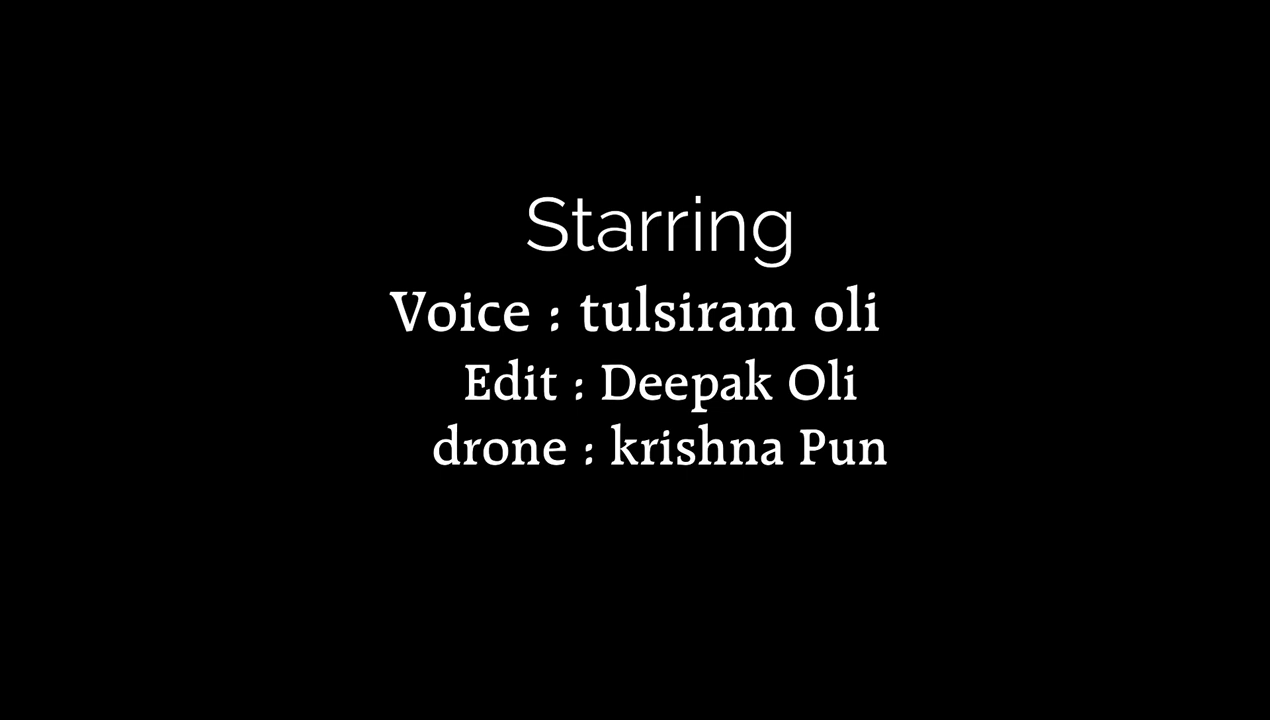 Starring
Voice : tulsiram oli
Edit : Deepak Oli
drone : krishna Pun